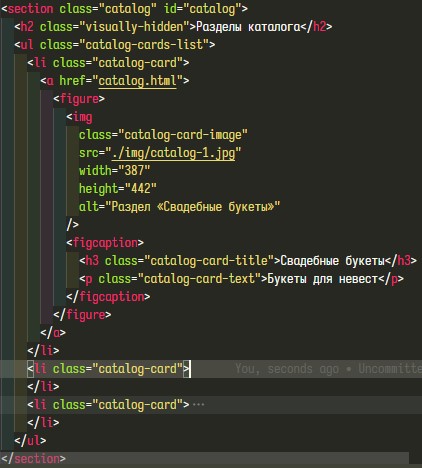 <section class="catalog" id="catalog">
<h2 class="visually-hidden">Разделы каталога</h2>
<ul class="catalog-cards-list">
<li class="catalog-card">
<a href="catalog.html">
<figure>
<img
class="catalog-card-image"
src="./img/catalog-1.jpg"
width="387"
height="442"
alt="Раздел «Свадебные букеты»"
/>
<figcaption>
<h3 class="catalog-card-title">Свадебные букеты</h3>
<p class="catalog-card-text">Букеты для невест</p>
</figcaption>
</figure>
</a>
</li>
<li class="catalog-card"> You, seconds ago • Uncommitte
</li>
<li class="catalog-card">···
</li>
</ul>
</section>